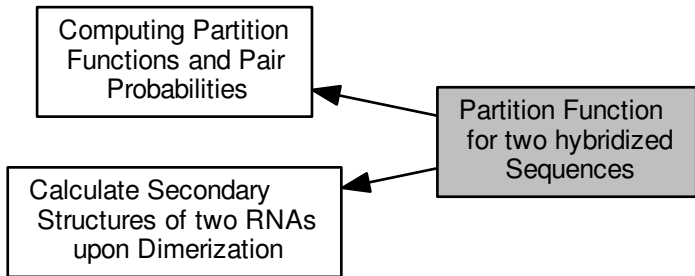 Computing Partition
Functions and Pair
Probabilities
Partition Function
for two hybridized
Sequences
Calculate Secondary
Structures of two RNAs
upon Dimerization